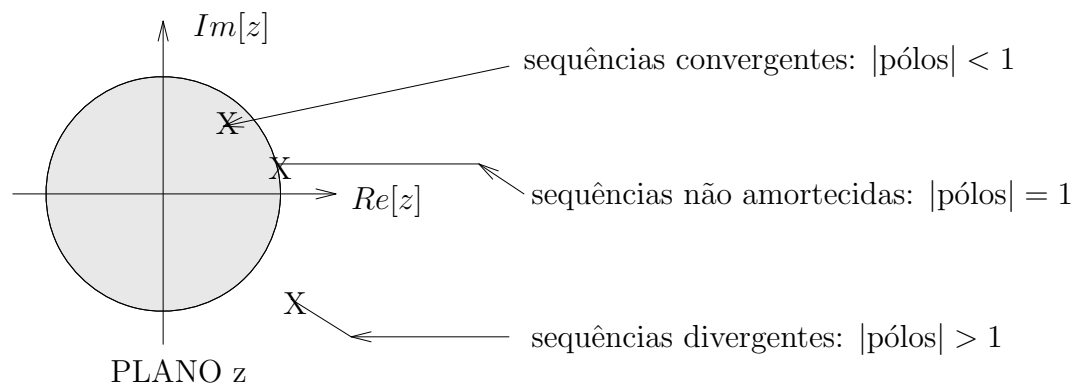 Im[z]
sequências convergentes: |pólos| < 1
X
X
Re[z]
sequências não amortecidas: |pólos| = 1
X
sequências divergentes: |pólos| > 1
PLANO z